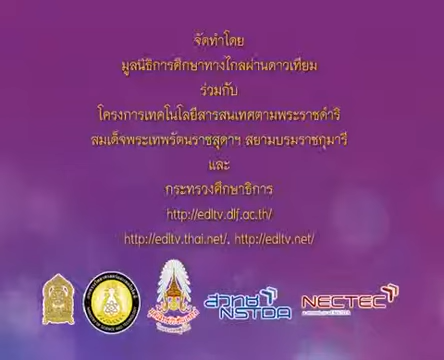 จัดทำโดย
มูลนิธิการศึกษาทางไกลผ่านดาวเทียม
ร่วมกับ
โครงการเทคโนโลยีสารสนเทศตามพระราชดำริ
สมเด็จพระเทพรัตนราชสุดาฯ สยามบรมราชกุมารี
และ
กระทรวงศึกษาธิการ
http://edltv.dlf.ac.th/
http://edltv.thai.net/, http://edltv.net/
สวทช NECTEC
NSTDA